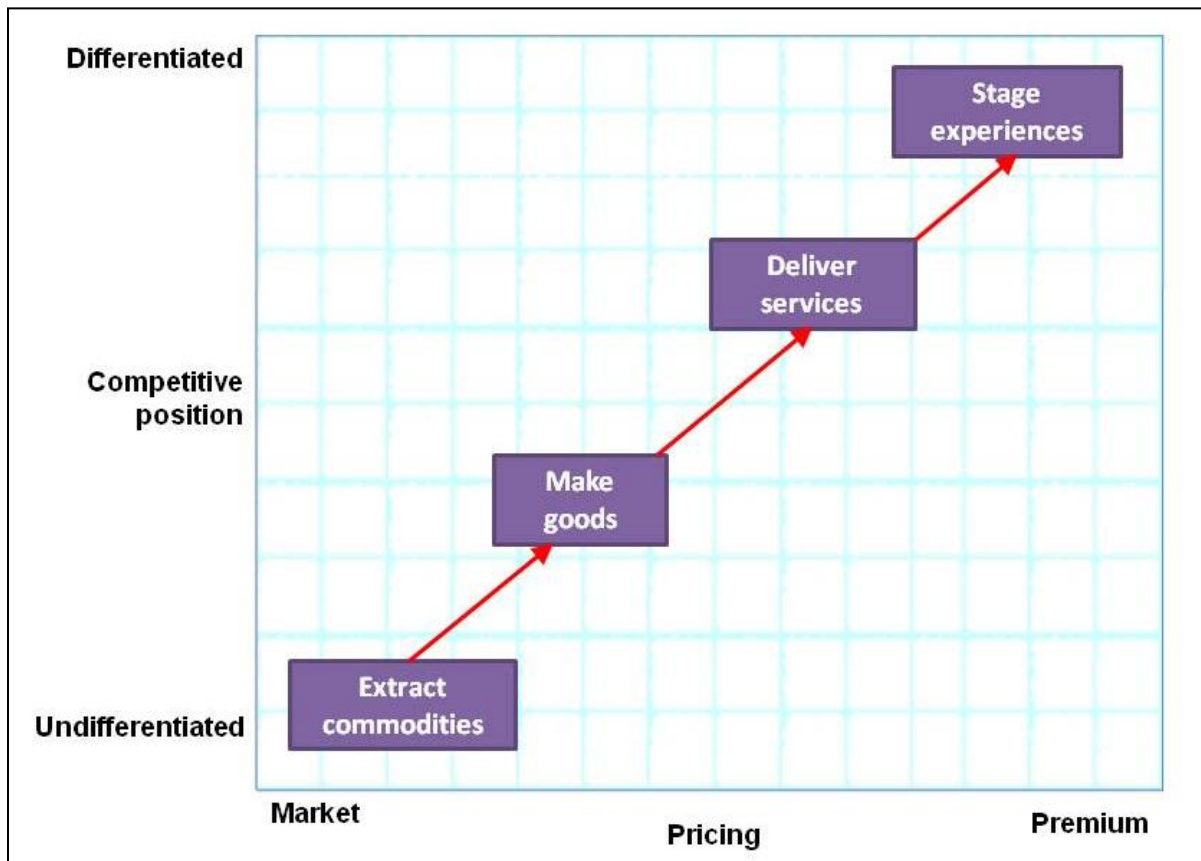 Differentiated
Stage
experiences
Deliver
services
Competitive
position
Make
goods
Extract
commodities
Undifferentiated
Market
Pricing
Premium